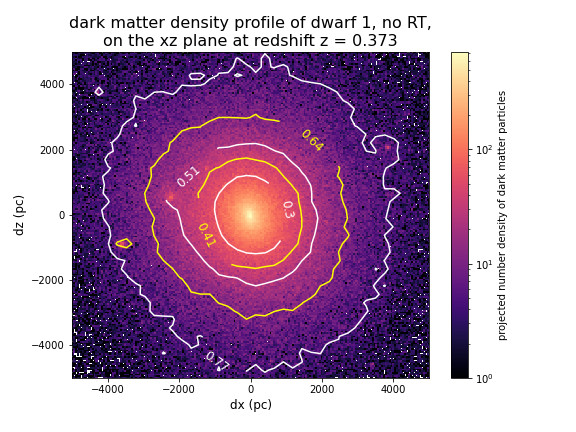 dark matter density profile of dwarf 1, no RT,
on the xz plane at redshift z = 0.373
4000
2000
0
−2000
−4000
dz (pc)
−4000 −2000 0 2000 4000
dx (pc)
0.64
0.51
0.3
0.41
10²
10¹
10⁰
projected number density of dark matter particles